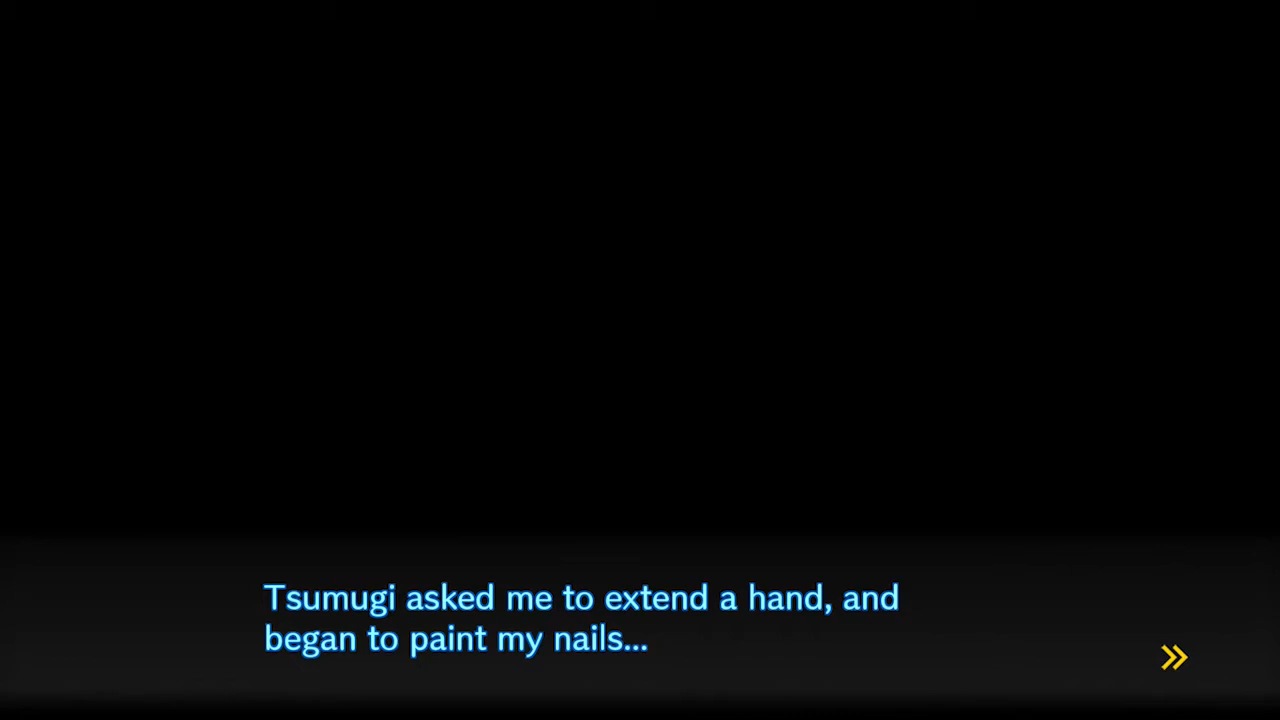 Tsumugi asked me to extend a hand, and
began to paint my nails...